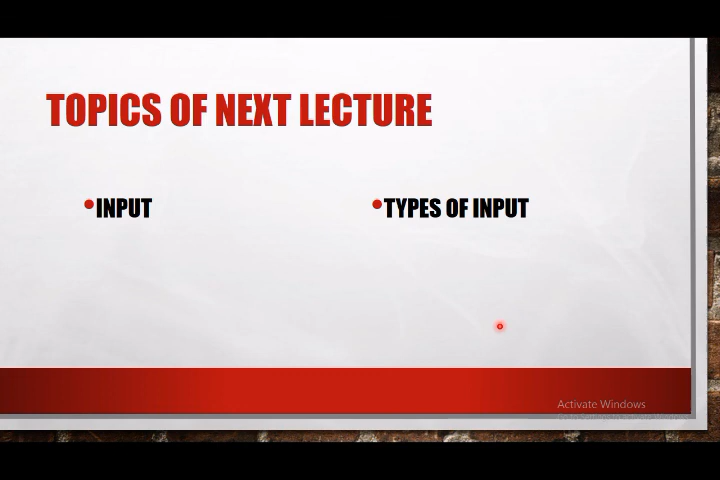 TOPICS OF NEXT LECTURE
•INPUT
•TYPES OF INPUT
Activate Windows